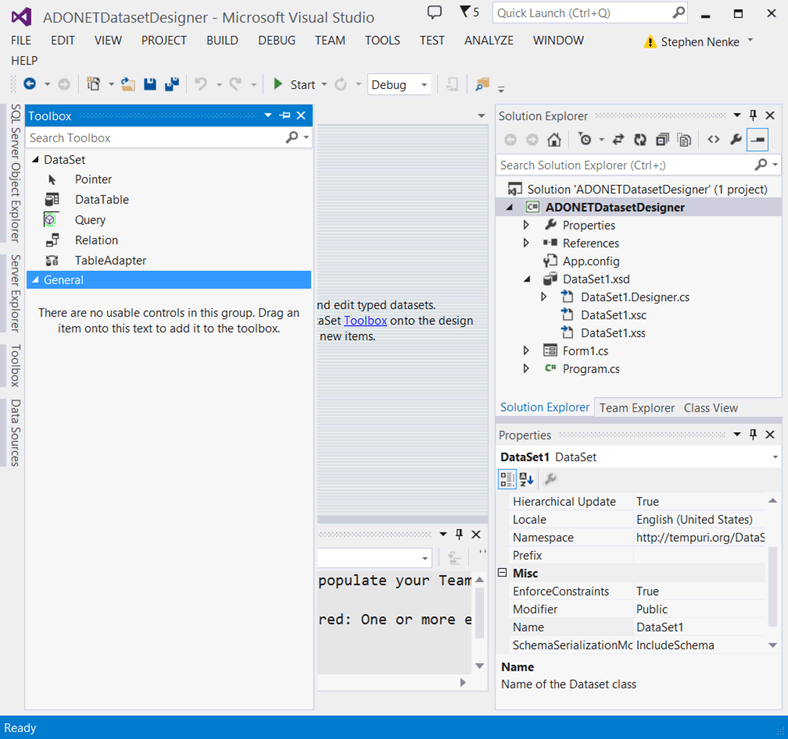 ADONETDatasetDesigner - Microsoft Visual Studio
5
Quick Launch (Ctrl+Q)
FILE EDIT VIEW PROJECT BUILD DEBUG TEAM TOOLS TEST ANALYZE WINDOW
Stephen Nenke
HELP
Start
Debug
SQL Server Object Explorer
Server Explorer
Toolbox
Data Sources
Toolbox
Search Toolbox
DataSet
Pointer
DataTable
Query
Relation
TableAdapter
General
There are no usable controls in this group. Drag an
item onto this text to add it to the toolbox.
nd edit typed datasets.
aSet Toolbox onto the design
new items.
populate your Team
red: One or more e
Solution Explorer
Search Solution Explorer (Ctrl+;)
Solution 'ADONETDatasetDesigner' (1 project)
C# ADONETDatasetDesigner
Properties
References
App.config
DataSet1.xsd
DataSet1.Designer.cs
DataSet1.xsc
DataSet1.xss
Form1.cs
C# Program.cs
Solution Explorer Team Explorer Class View
Properties
DataSet1 DataSet
Hierarchical Update True
Locale English (United States)
Namespace http://tempuri.org/DataS
Prefix
Misc
EnforceConstraints True
Modifier Public
Name DataSet1
SchemaSerializationMo IncludeSchema
Name
Name of the Dataset class
Ready